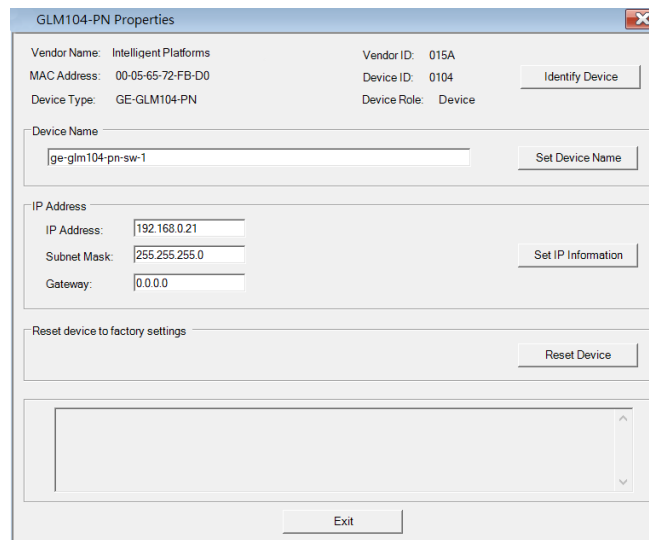 GLM104-PN Properties
Vendor Name: Intelligent Platforms Vendor ID: 015A
MAC Address: 00-05-65-72-FB-D0 Device ID: 0104 Identify Device
Device Type: GE-GLM104-PN Device Role: Device
Device Name
ge-glm104-pn-sw-1 Set Device Name
IP Address
IP Address: 192.168.0.21
Subnet Mask: 255.255.255.0 Set IP Information
Gateway: 0.0.0.0
Reset device to factory settings
Reset Device
Exit